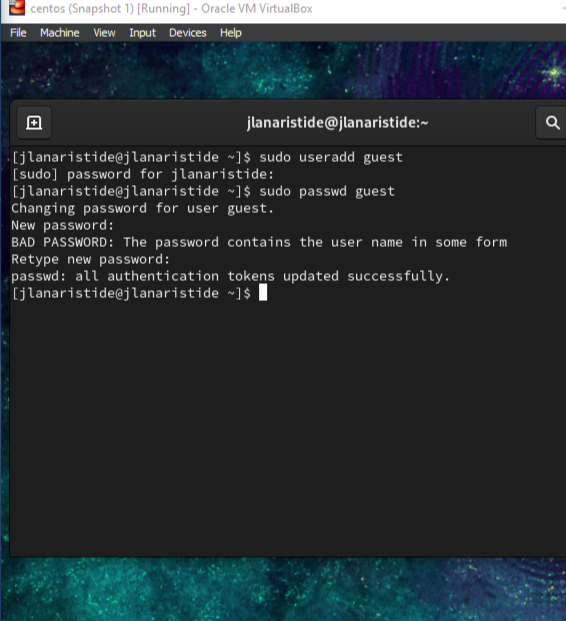 centos (Snapshot 1) [Running] - Oracle VM VirtualBox
File Machine View Input Devices Help
jlanaristide@jlanaristide:~
[jlanaristide@jlanaristide ~]$ sudo useradd guest
[sudo] password for jlanaristide:
[jlanaristide@jlanaristide ~]$ sudo passwd guest
Changing password for user guest.
New password:
BAD PASSWORD: The password contains the user name in some form
Retype new password:
passwd: all authentication tokens updated successfully.
[jlanaristide@jlanaristide ~]$